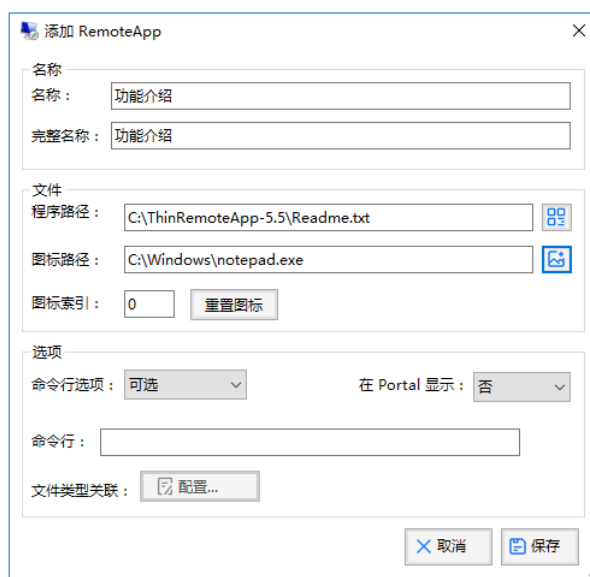 添加 RemoteApp
名称
名称： 功能介绍
完整名称： 功能介绍
文件
程序路径： C:\ThinRemoteApp-5.5\Readme.txt
图标路径： C:\Windows\notepad.exe
图标索引： 0 重置图标
选项
命令行选项： 可选 在 Portal 显示： 否
命令行：
文件类型关联： 配置...
取消 保存